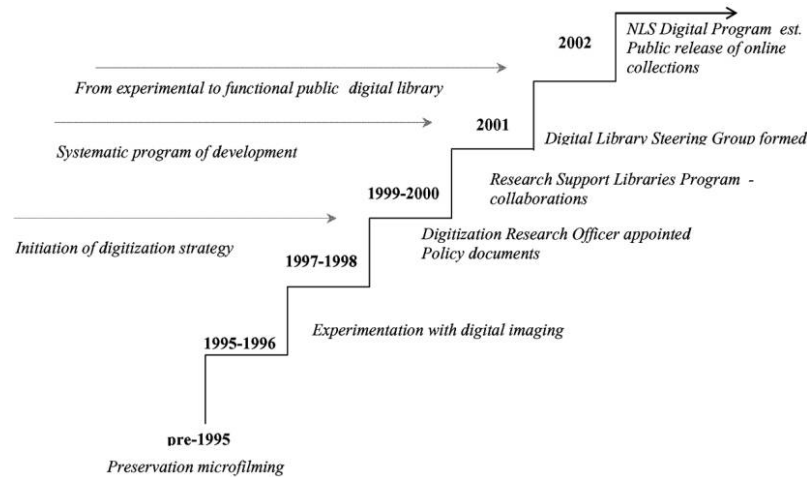 NLS Digital Program est.
Public release of online
collections
2002
From experimental to functional public digital library
2001
Digital Library Steering Group formed
Systematic program of development
Research Support Libraries Program -
collaborations
1999-2000
Digitization Research Officer appointed
Policy documents
Initiation of digitization strategy
1997-1998
Experimentation with digital imaging
1995-1996
pre-1995
Preservation microfilming